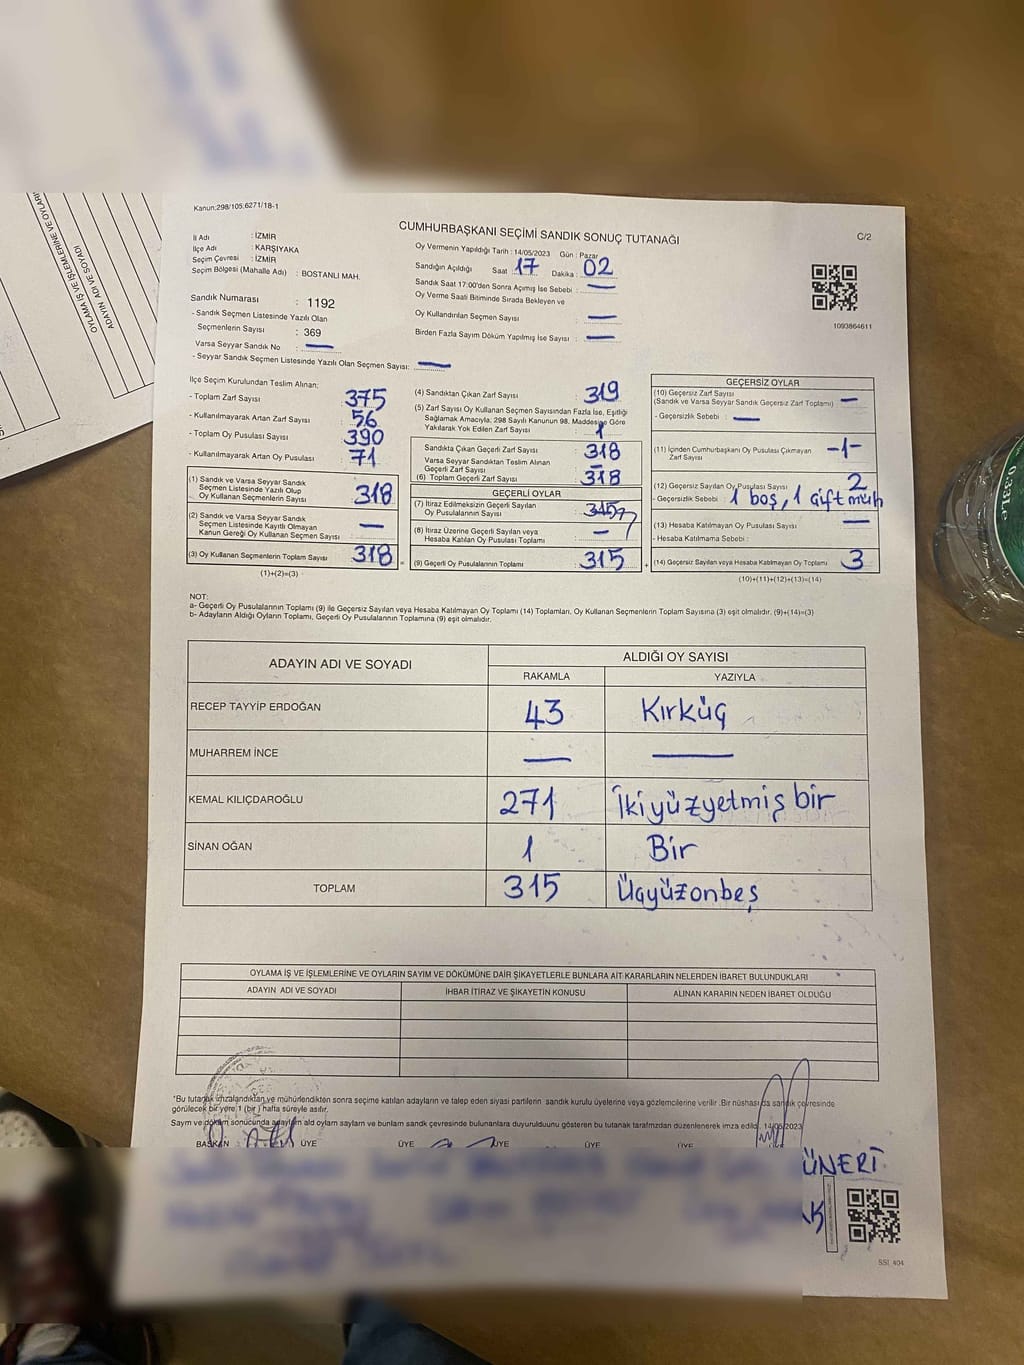 Kanun:298/105,6271/18-1
CUMHURBAŞKANI SEÇİMİ SANDIK SONUÇ TUTANAĞI
C/2
İl Adı : İZMİR
İlçe Adı : KARŞIYAKA
Seçim Çevresi : İZMİR
Seçim Bölgesi (Mahalle Adı) : BOSTANLI MAH.
Sandık Numarası : 1192
- Sandık Seçmen Listesinde Yazılı Olan
Seçmenlerin Sayısı : 369
Varsa Seyyar Sandık No —
- Seyyar Sandık Seçmen Listesinde Yazılı Olan Seçmen Sayısı: —
Oy Vermenin Yapıldığı Tarih : 14/05/2023 Gün : Pazar
Sandığın Açıldığı Saat 17 Dakika : 02
Sandık Saat 17:00'den Sonra Açımış İse Sebebi : —
Oy Verme Saati Bitiminde Sırada Bekleyen ve
Oy Kullandırılan Seçmen Sayısı : —
Birden Fazla Sayım Döküm Yapılmış İse Sayısı : —
1093864611
İlçe Seçim Kurulundan Teslim Alınan:
- Toplam Zarf Sayısı 375
- Kullanılmayarak Artan Zarf Sayısı 56
- Toplam Oy Pusulası Sayısı 390
- Kullanılmayarak Artan Oy Pusulası 71
(1) Sandık ve Varsa Seyyar Sandık
Seçmen Listesinde Yazılı Olup
Oy Kullanan Seçmenlerin Sayısı 318
(2) Sandık ve Varsa Seyyar Sandık
Seçmen Listesinde Kayıtlı Olmayan
Kanun Gereği Oy Kullanan Seçmen Sayısı —
(3) Oy Kullanan Seçmenlerin Toplam Sayısı 318
(1)+(2)=(3)
(4) Sandıktan Çıkan Zarf Sayısı : 319
(5) Zarf Sayısı Oy Kullanan Seçmen Sayısından Fazla İse, Eşitliği
Sağlamak Amacıyla, 298 Sayılı Kanunun 98. Maddesine Göre
Yakılarak Yok Edilen Zarf Sayısı : 1
Sandıkta Çıkan Geçerli Zarf Sayısı : 318
Varsa Seyyar Sandıktan Teslim Alınan
Geçerli Zarf Sayısı : —
(6) Toplam Geçerli Zarf Sayısı : 318
GEÇERLİ OYLAR
(7) İtiraz Edilmeksizin Geçerli Sayılan
Oy Pusulalarının Sayısı :
(8) İtiraz Üzerine Geçerli Sayılan veya
Hesaba Katılan Oy Pusulası Toplamı : —
(9) Geçerli Oy Pusulalarının Toplamı : 315
GEÇERSİZ OYLAR
(10) Geçersiz Zarf Sayısı
(Sandık ve Varsa Seyyar Sandık Geçersiz Zarf Toplamı) : —
- Geçersizlik Sebebi : —
(11) İçinden Cumhurbaşkanı Oy Pusulası Çıkmayan
Zarf Sayısı : -1-
(12) Geçersiz Sayılan Oy Pusulası Sayısı : 2
- Geçersizlik Sebebi : 1 boş, 1 çift müh
(13) Hesaba Katılmayan Oy Pusulası Sayısı : —
- Hesaba Katılmama Sebebi :
(14) Geçersiz Sayılan veya Hesaba Katılmayan Oy Toplamı : 3
(10)+(11)+(12)+(13)=(14)
NOT:
a- Geçerli Oy Pusulalarının Toplamı (9) ile Geçersiz Sayılan veya Hesaba Katılmayan Oy Toplamı (14) Toplamları, Oy Kullanan Seçmenlerin Toplam Sayısına (3) eşit olmalıdır. (9)+(14)=(3)
b- Adayların Aldığı Oyların Toplamı, Geçerli Oy Pusulalarının Toplamına (9) eşit olmalıdır.
ADAYIN ADI VE SOYADI
ALDIĞI OY SAYISI
RAKAMLA YAZIYLA
RECEP TAYYİP ERDOĞAN 43 Kırküç
MUHARREM İNCE — —
KEMAL KILIÇDAROĞLU 271 İkiyüzyetmiş bir
SİNAN OĞAN 1 Bir
TOPLAM 315 Üçyüzonbeş
OYLAMA İŞ VE İŞLEMLERİNE VE OYLARIN SAYIM VE DÖKÜMÜNE DAİR ŞİKAYETLERLE BUNLARA AİT KARARLARIN NELERDEN İBARET BULUNDUKLARI
ADAYIN ADI VE SOYADI
İHBAR İTİRAZ VE ŞİKAYETİN KONUSU
ALINAN KARARIN NEDEN İBARET OLDUĞU
"Bu tutanak imzalandıktan ve mühürlendikten sonra seçime katılan adayların ve talep eden siyasi partilerin sandık kurulu üyelerine veya gözlemcilerine verilir .Bir nüshası da sandık çevresinde
görülecek bir yere 1 (bir ) hafta süreyle asılır.
Sayım ve döküm sonucunda adayların ald oylam saylam ve bunlam sandık çevresinde bulunanlara duyurulduunu gösteren bu tutanak tarafımzdan düzenlenerek imza edildi. 14/05/2023
BAŞKAN ÜYE ÜYE ÜYE ÜYE ÜYE
ÜNERİ
SSİ 404
OYLAMA İŞ VE İŞLEMLERİNE VE OYLARI
ADAYIN ADI VE SOYADI